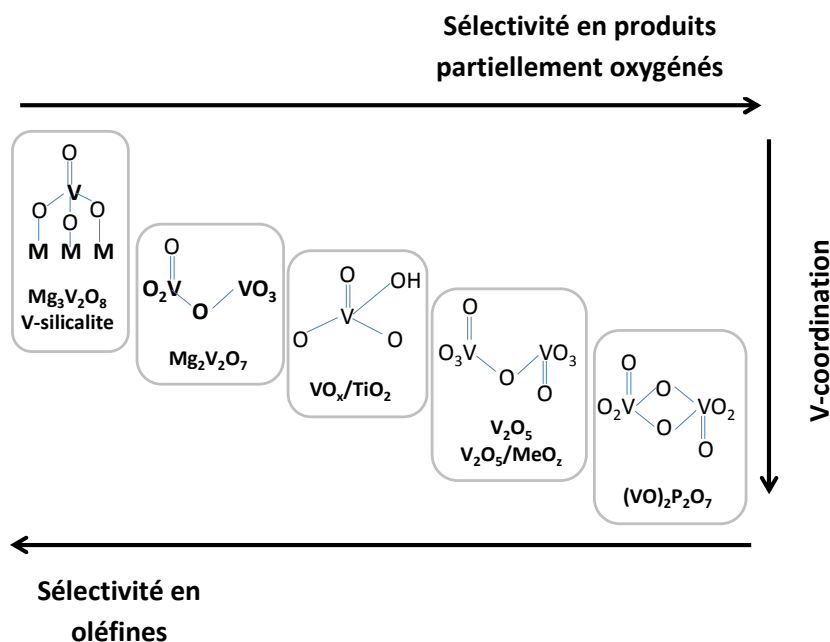 Sélectivité en produits
partiellement oxygénés
O
V
O O O
M M M
Mg₃V₂O₈
V-silicalite
O
O₂V VO₃
O
Mg₂V₂O₇
O OH
V
O O
VOₓ/TiO₂
O
O₃V VO₃
O O
V₂O₅
V₂O₅/MeO_z
O
O O₂V VO₂
O O
(VO)₂P₂O₇
V-coordination
Sélectivité en
oléfines